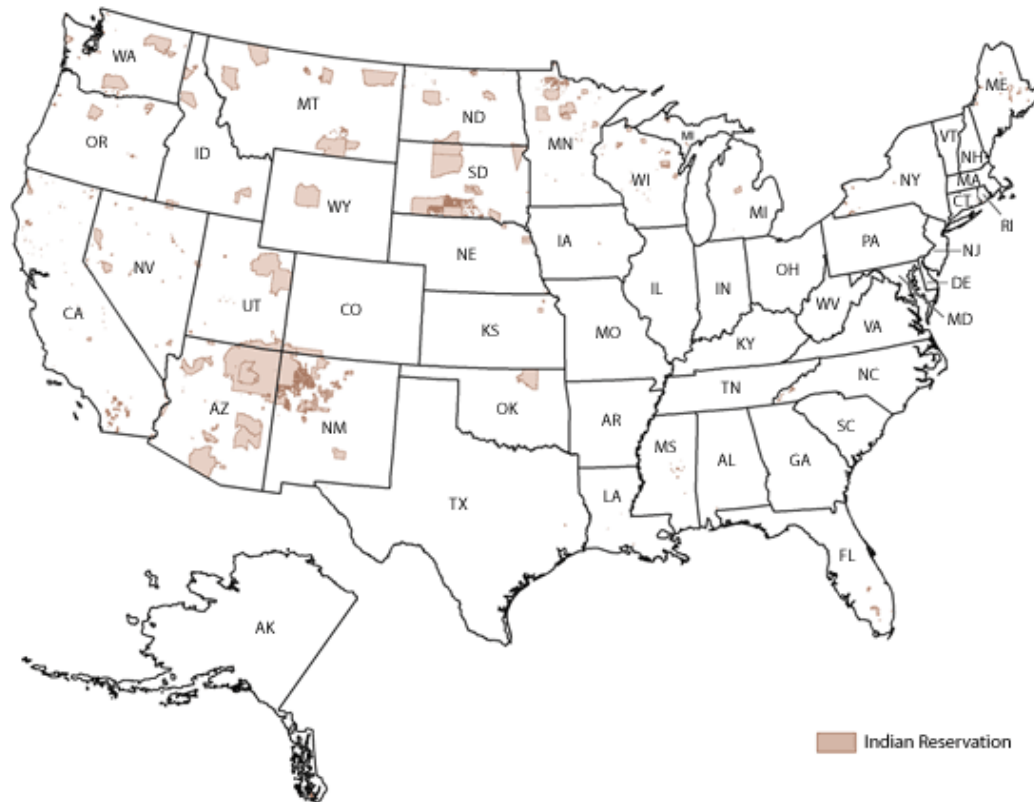 WA
MT
ND
MN
ME
OR
ID
SD
WI
MI
VT
NH
NY
MA
CT
RI
WY
MI
IA
NE
PA
NJ
NV
UT
CO
IL
IN
OH
DE
WV
MD
CA
KS
MO
VA
KY
AZ
NM
OK
TN
NC
AR
SC
MS
AL
GA
TX
LA
FL
AK
Indian Reservation